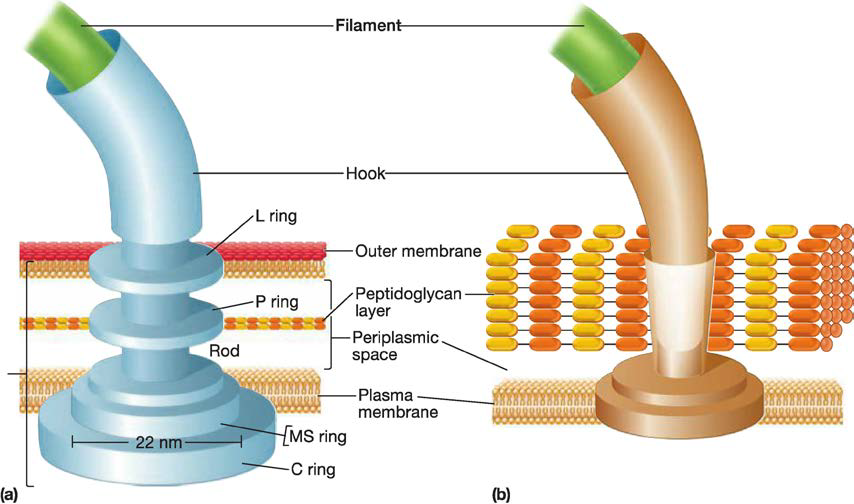 Filament
Hook
L ring
Outer membrane
P ring
Peptidoglycan
layer
Rod
Periplasmic
space
Plasma
membrane
22 nm
MS ring
C ring
(a)
(b)